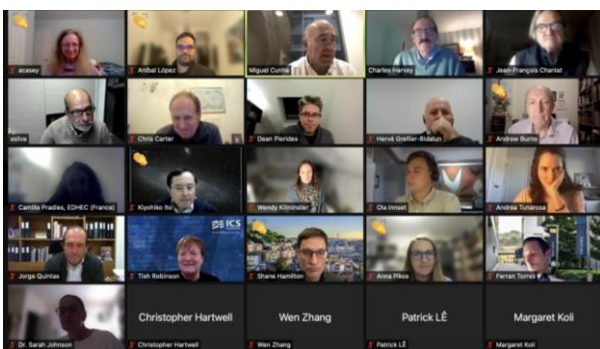 acasey
Aníbal López
Miguel Cunha
Charles Harvey
Jean-François Chanlat
asilva
Chris Carter
Dean Pierides
Hervé Grellier-Bidalun
Andrew Burns
Camille Pradies, EDHEC (France)
Kiyohiko Ito
Wendy Kilminster
Ola Innset
Andrea Tunarosa
Jorge Quintas
ICS
Tish Robinson
Shane Hamilton
Anna Pikos
Ferran Torres
Dr. Sarah Johnson
Christopher Hartwell
Christopher Hartwell
Wen Zhang
Wen Zhang
Patrick LÊ
Patrick LÊ
Margaret Koli
Margaret Koli